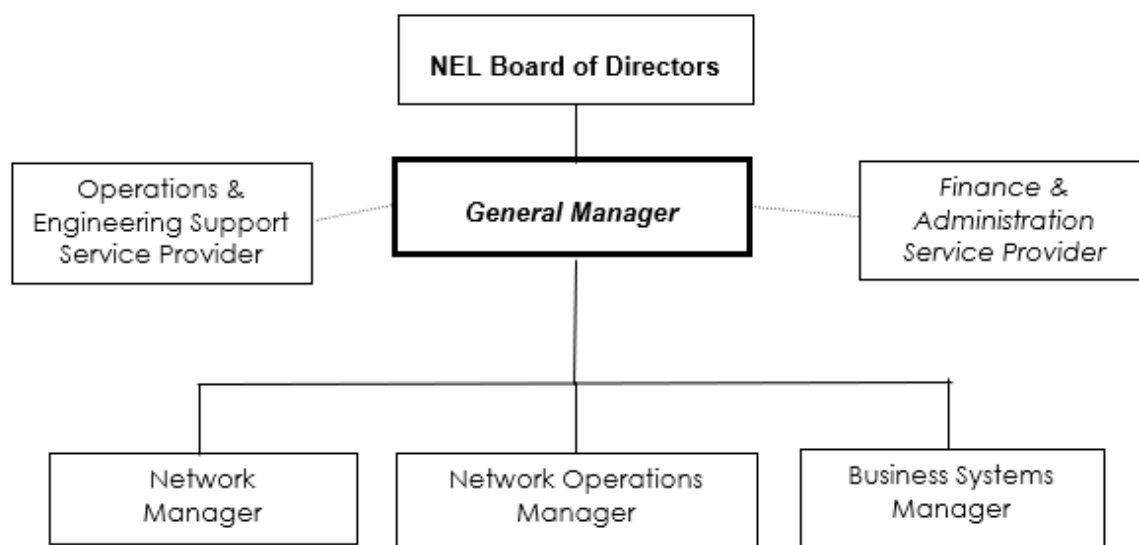 NEL Board of Directors
Operations &
Engineering Support
Service Provider
General Manager
Finance &
Administration
Service Provider
Network
Manager
Network Operations
Manager
Business Systems
Manager